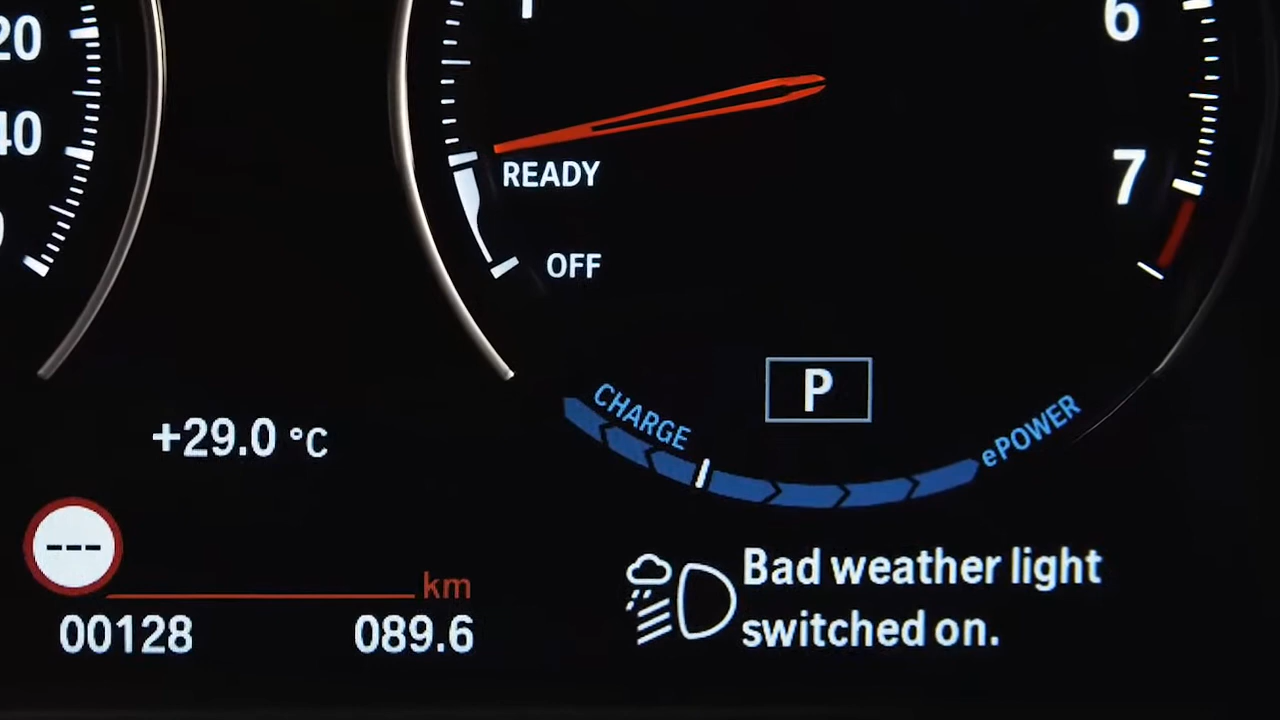 20
40
1
6
7
READY
OFF
P
CHARGE
ePOWER
+29.0 °C
---
km
00128
089.6
Bad weather light
switched on.